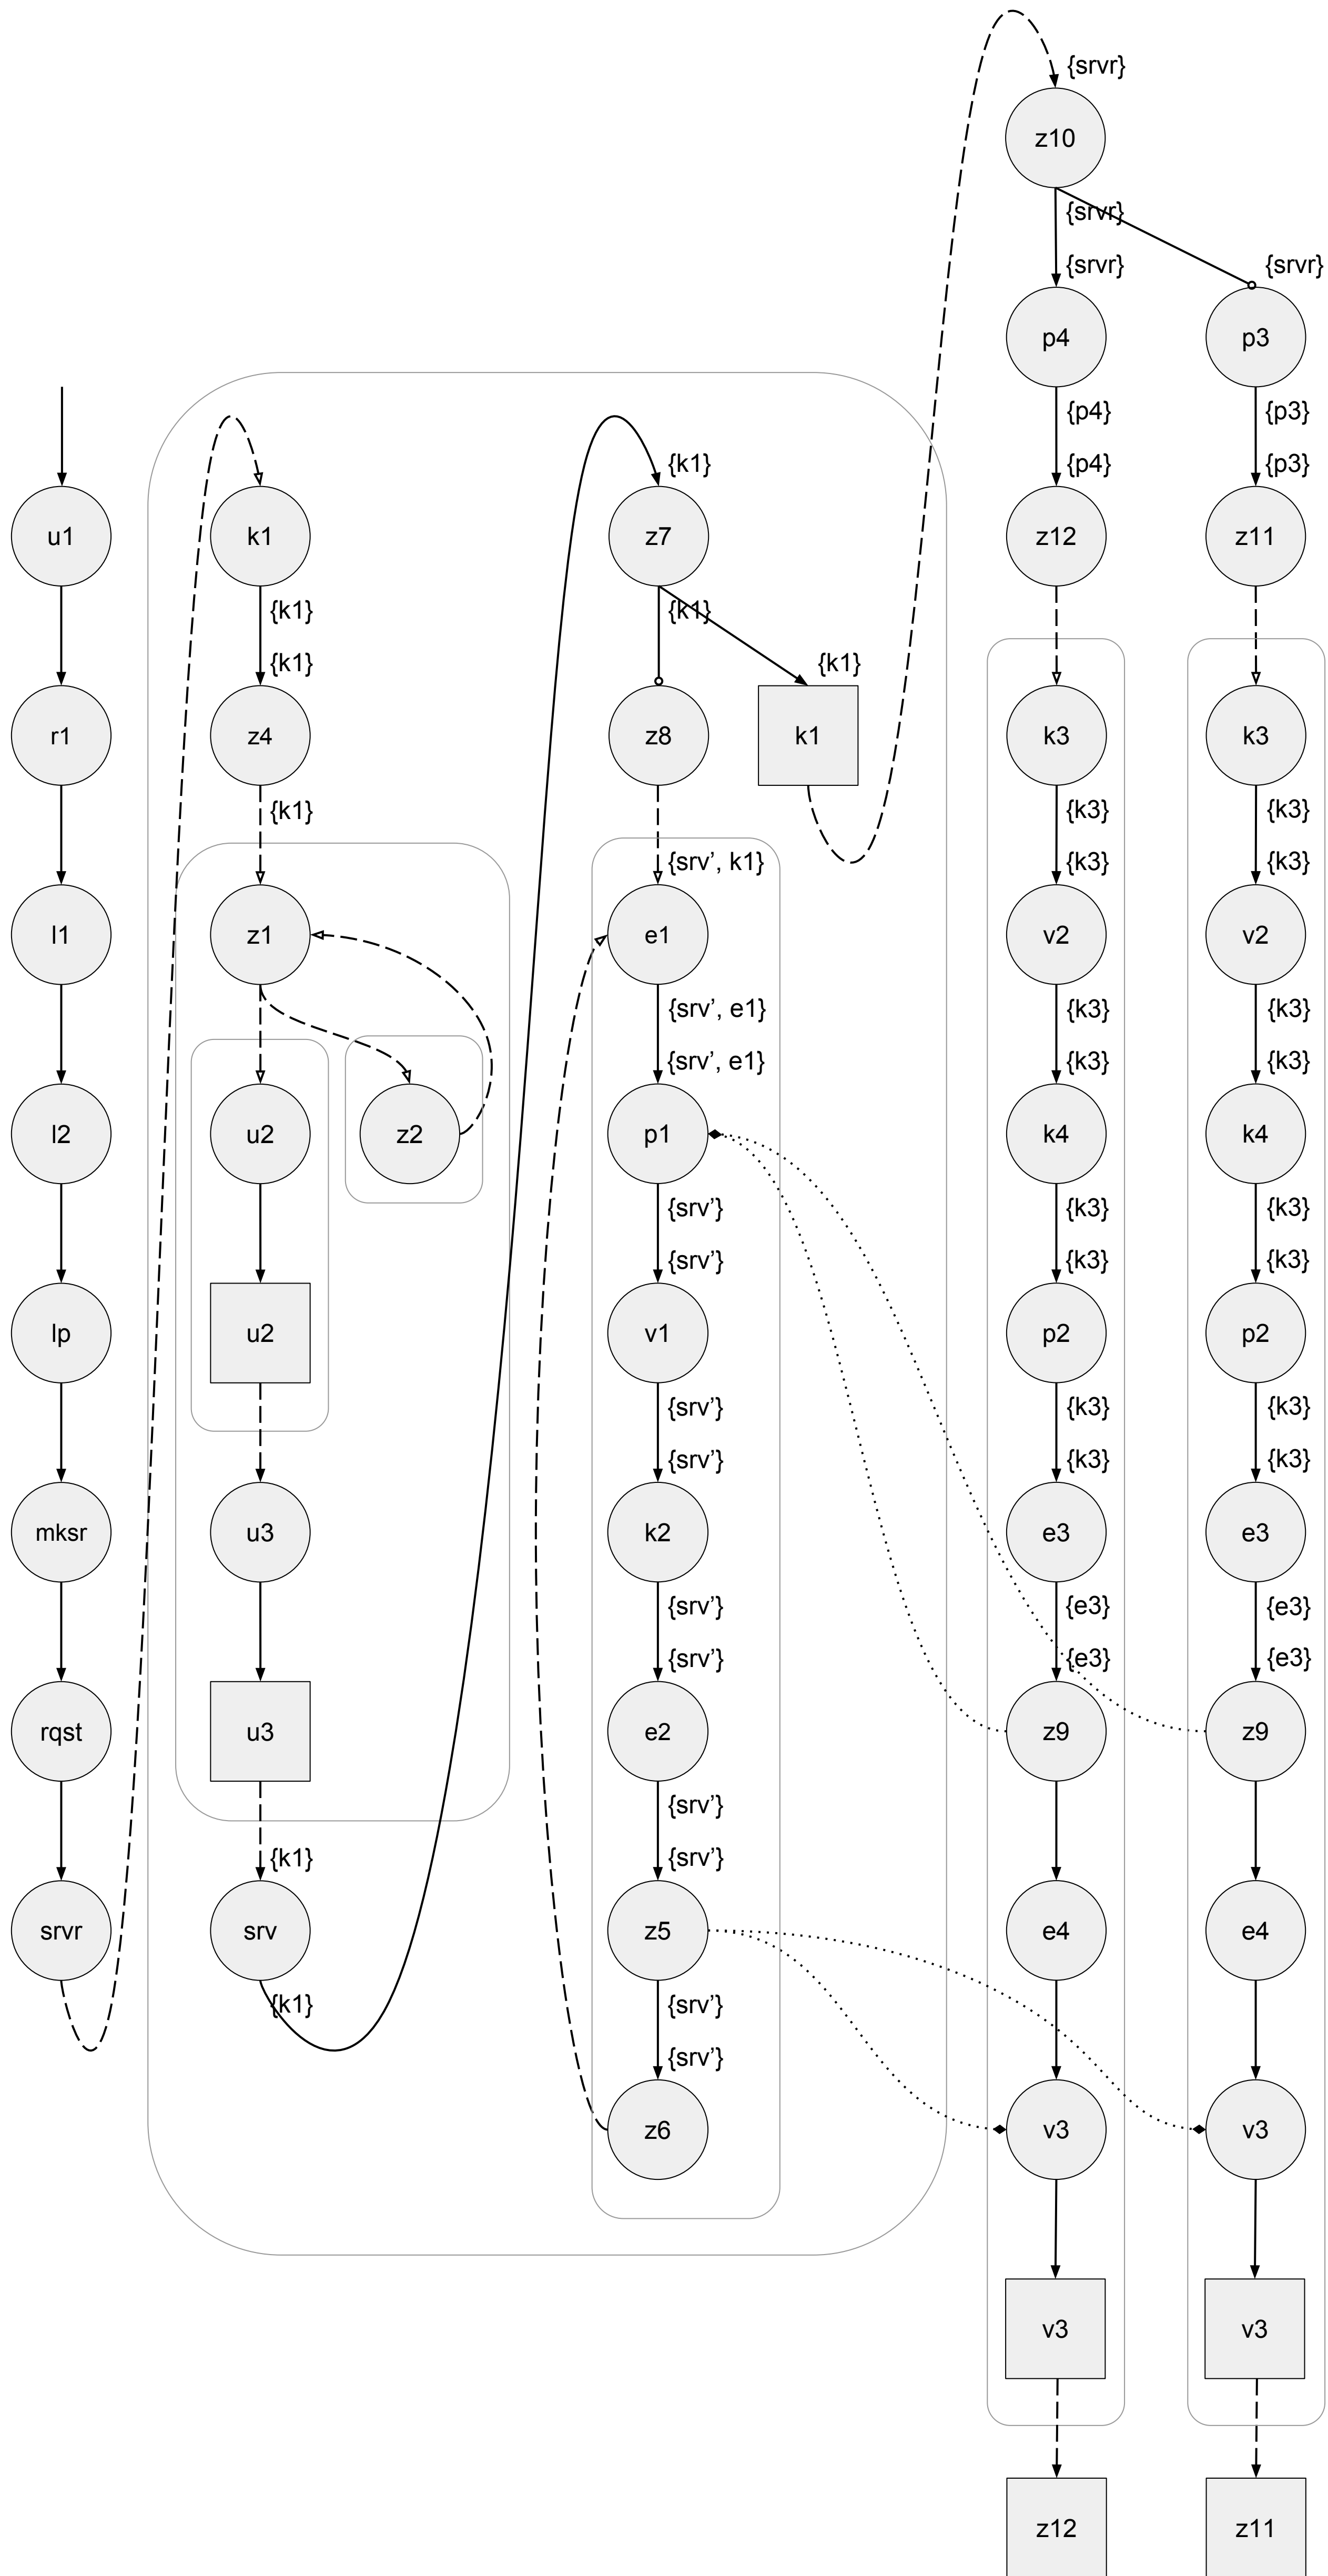 {srvr}
z10
{srvr}
{srvr}
{srvr}
p4
p3
{p4}
{p3}
{p4}
{p3}
{k1}
u1
k1
z7
z12
z11
{k1}
{k1}
{k1}
{k1}
r1
z4
z8
k1
k3
k3
{k1}
{k3}
{k3}
{srv’, k1}
{k3}
{k3}
l1
z1
e1
v2
v2
{srv’, e1}
{k3}
{k3}
{srv’, e1}
{k3}
{k3}
l2
u2
z2
p1
k4
k4
{srv’}
{k3}
{k3}
{srv’}
{k3}
{k3}
lp
u2
v1
p2
p2
{srv’}
{k3}
{k3}
{srv’}
{k3}
{k3}
mksr
u3
k2
e3
e3
{srv’}
{e3}
{e3}
{srv’}
{e3}
{e3}
rqst
u3
e2
z9
z9
{srv’}
{k1}
{srv’}
srvr
srv
z5
e4
e4
{k1}
{srv’}
{srv’}
z6
v3
v3
v3
v3
z12
z11